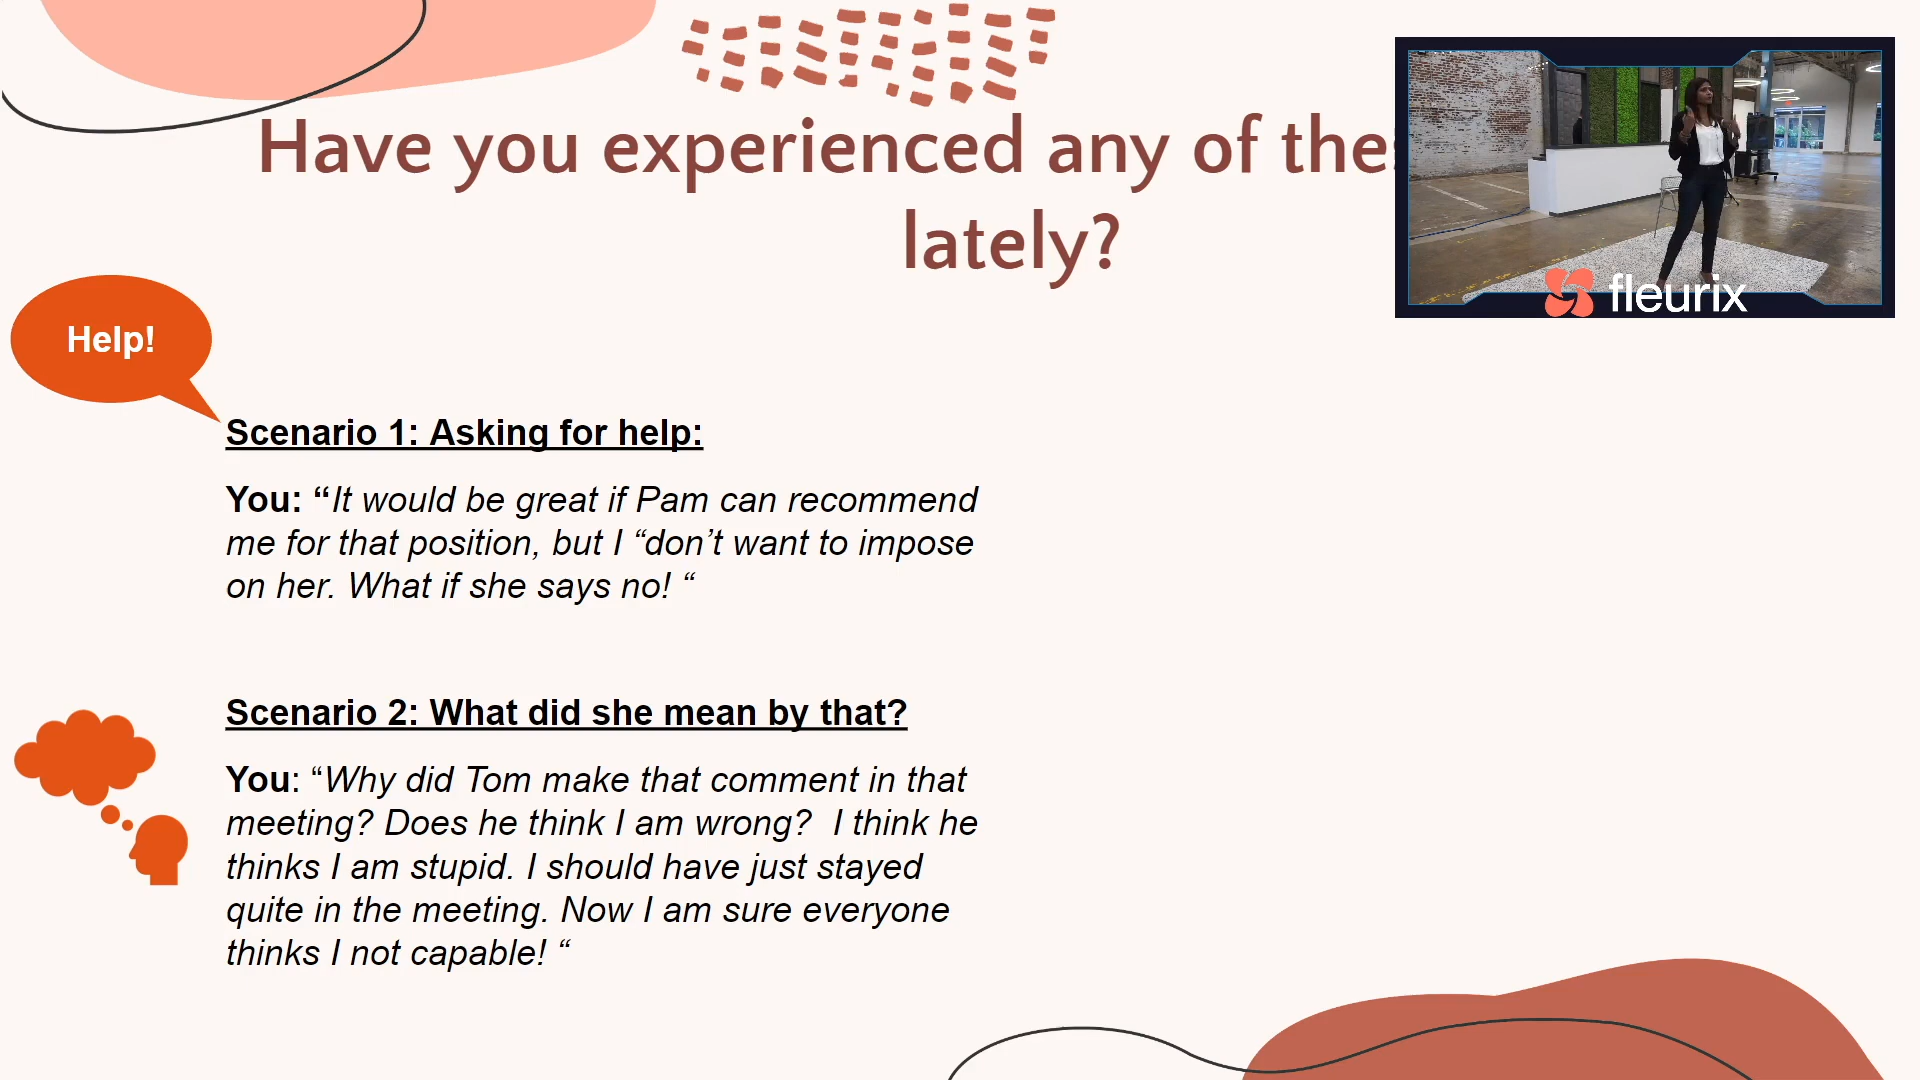 Have you experienced any of
lately?
fleurix
Help!
Scenario 1: Asking for help:
You: “It would be great if Pam can recommend
me for that position, but I “don’t want to impose
on her. What if she says no! “
Scenario 2: What did she mean by that?
You: “Why did Tom make that comment in that
meeting? Does he think I am wrong?  I think he
thinks I am stupid. I should have just stayed
quite in the meeting. Now I am sure everyone
thinks I not capable! “